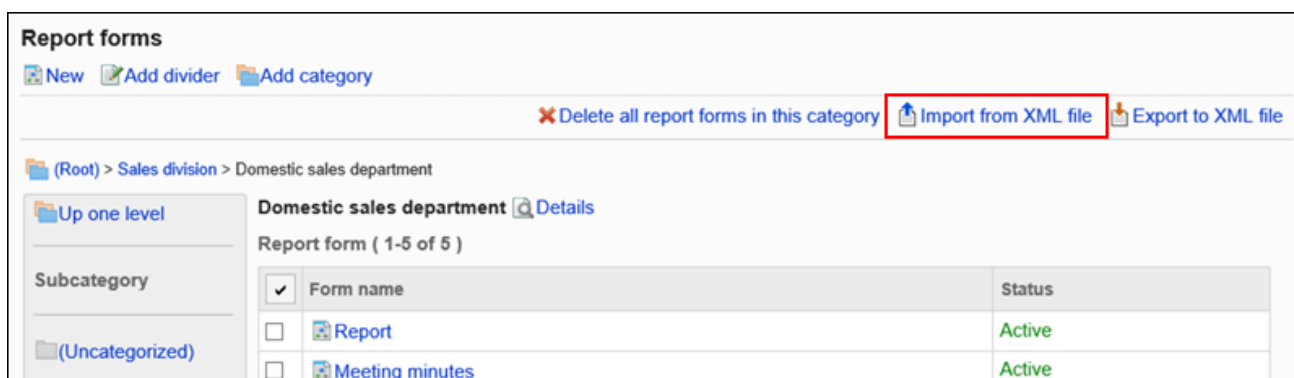 Report forms
New Add divider Add category
Delete all report forms in this category Import from XML file Export to XML file
(Root) > Sales division > Domestic sales department
Up one level
Domestic sales department Details
Report form ( 1-5 of 5 )
Subcategory
Form name Status
Report Active
(Uncategorized)
Meeting minutes Active